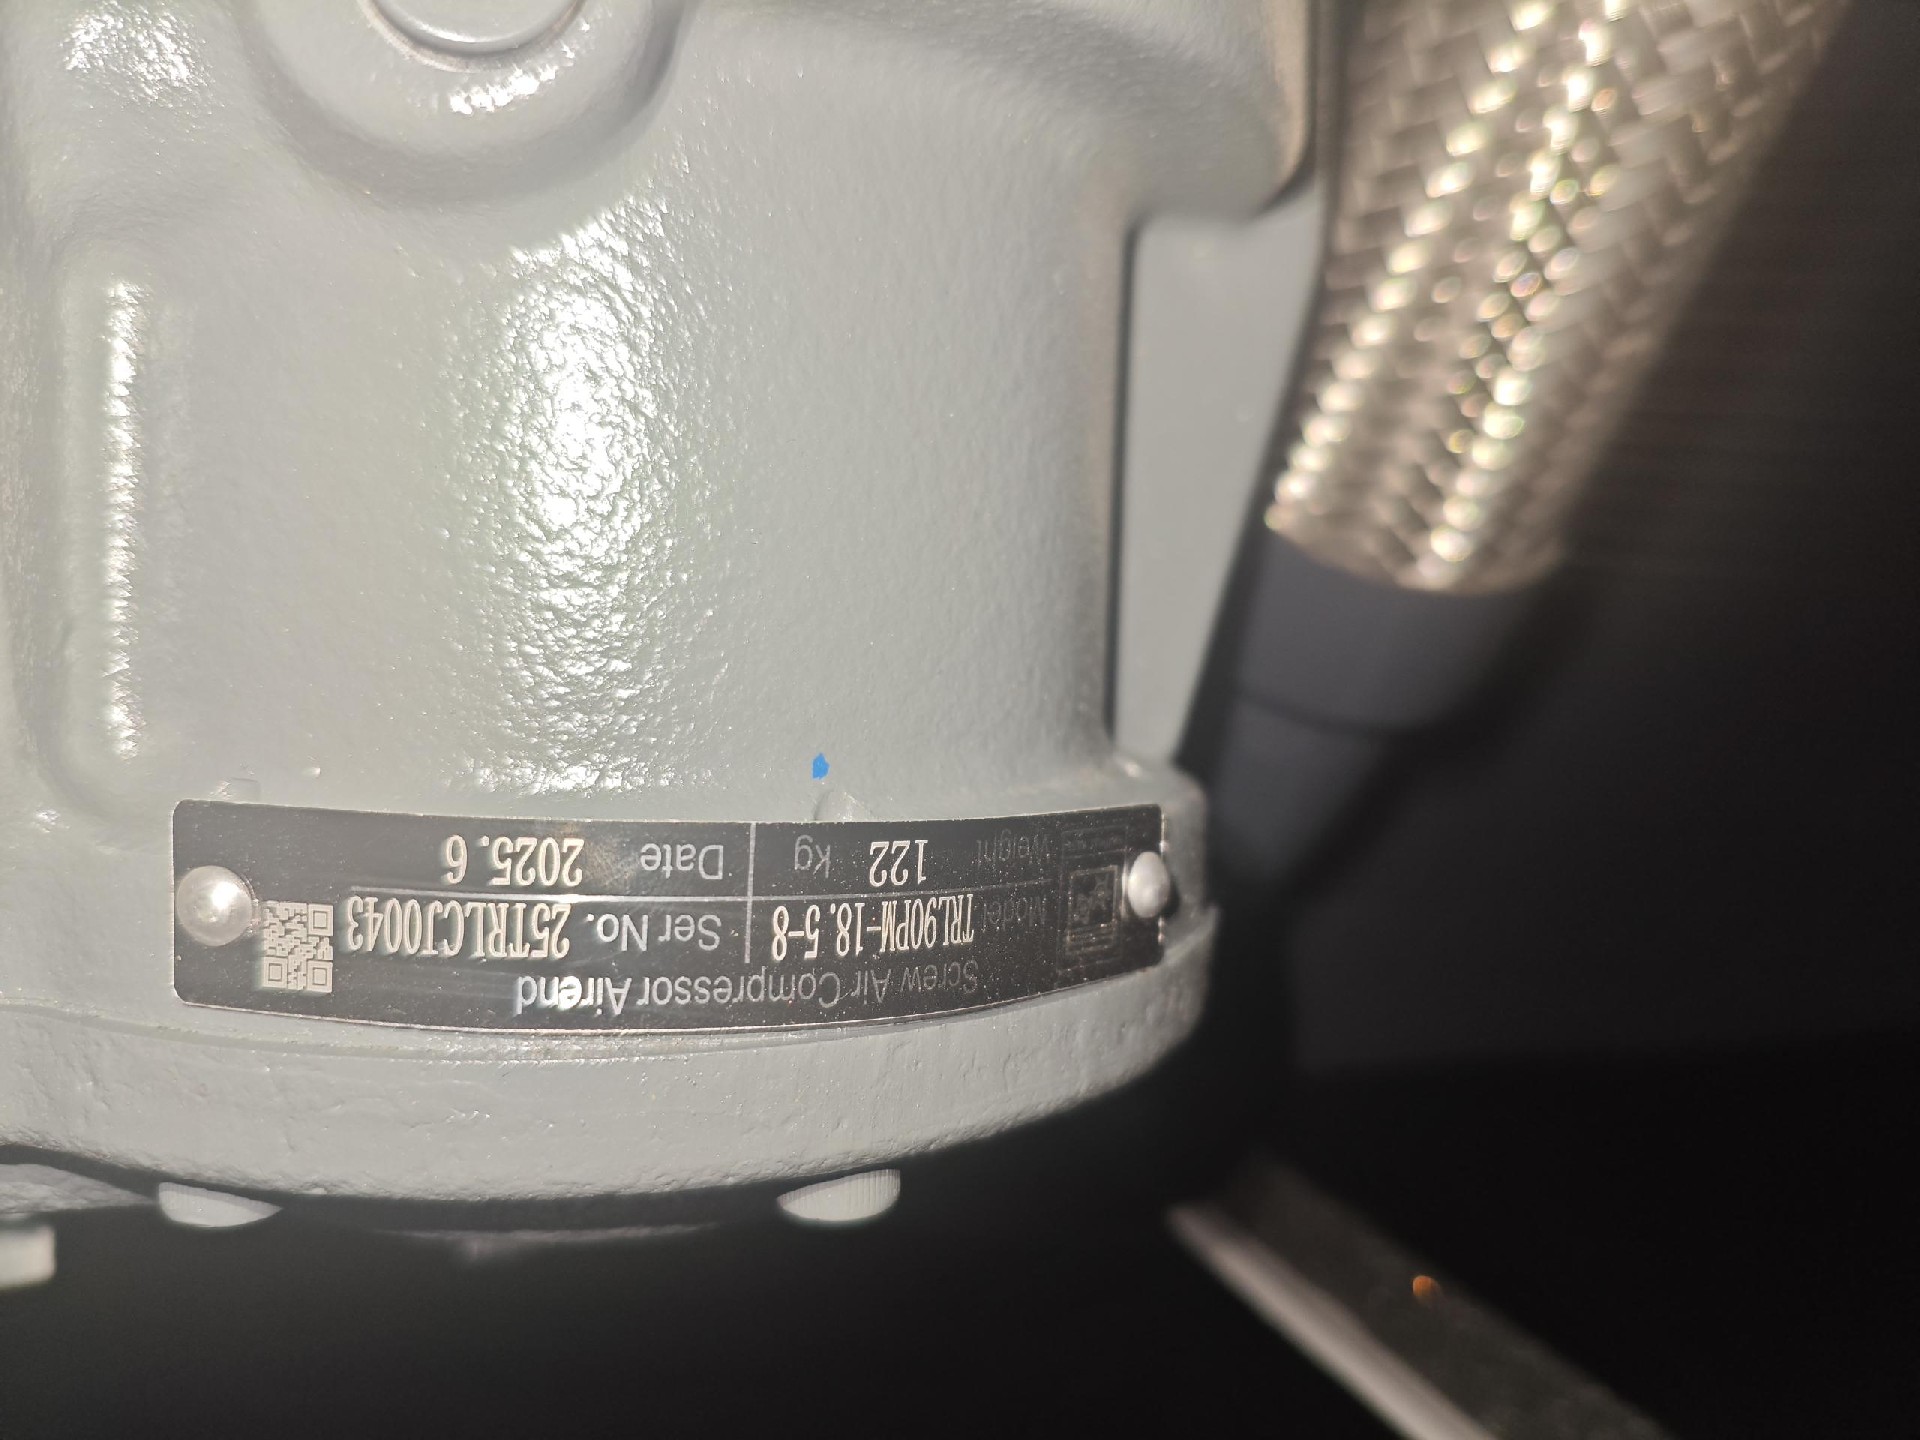 Screw Air Compressor Airend
Model TRL90PM-18.5-8 Ser No. 25TRLCJ0043
Weight 122 kg Date 2025.6